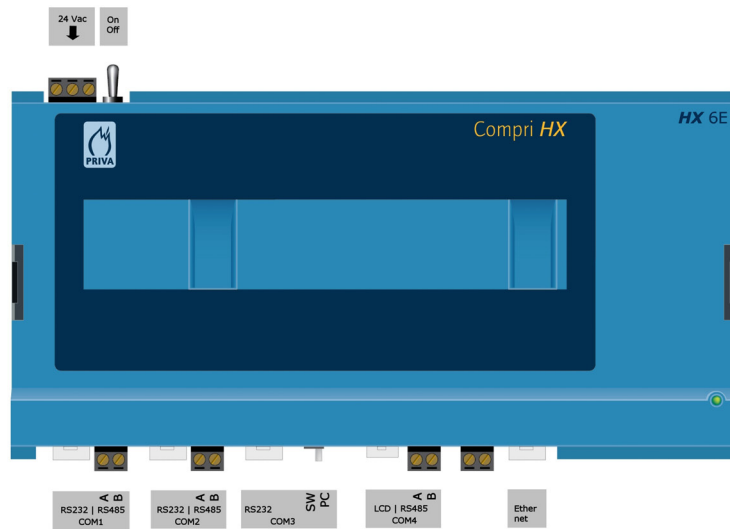 24 Vac
On
Off
Compri HX
HX 6E
PRIVA
A
B
RS232 | RS485
COM1
A
B
RS232 | RS485
COM2
RS232
SW
PC
COM3
A
B
LCD | RS485
COM4
Ether
net